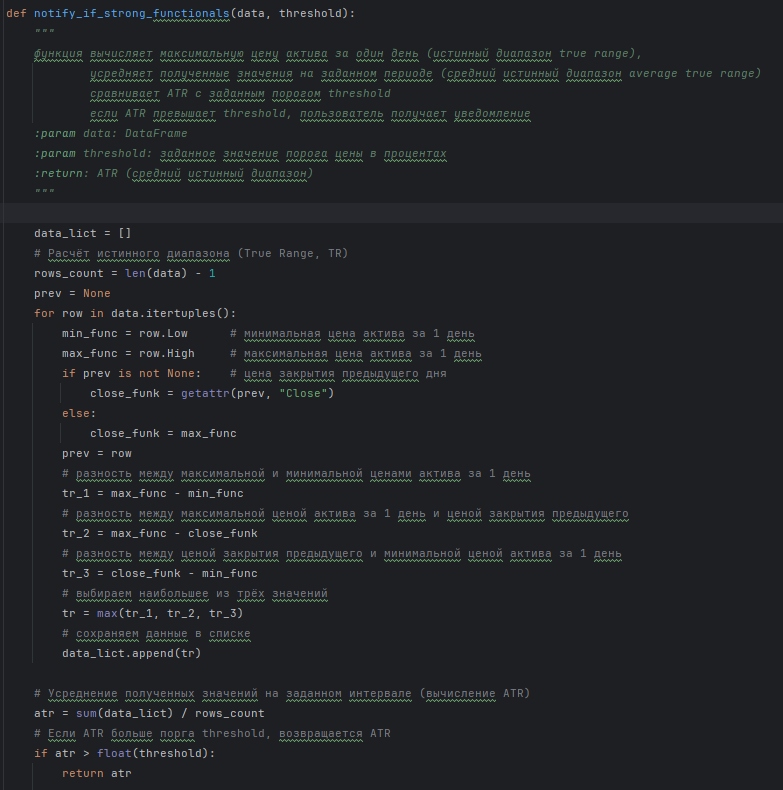 def notify_if_strong_functionals(data, threshold):
"""
функция вычисляет максимальную цену актива за один день (истинный диапазон true range),
усредняет полученные значения на заданном периоде (средний истинный диапазон average true range)
сравнивает ATR с заданным порогом threshold
если ATR превышает threshold, пользователь получает уведомление
:param data: DataFrame
:param threshold: заданное значение порога цены в процентах
:return: ATR (средний истинный диапазон)
"""
data_lict = []
# Расчёт истинного диапазона (True Range, TR)
rows_count = len(data) - 1
prev = None
for row in data.itertuples():
min_func = row.Low # минимальная цена актива за 1 день
max_func = row.High # максимальная цена актива за 1 день
if prev is not None: # цена закрытия предыдущего дня
close_funk = getattr(prev, "Close")
else:
close_funk = max_func
prev = row
# разность между максимальной и минимальной ценами актива за 1 день
tr_1 = max_func - min_func
# разность между максимальной ценой актива за 1 день и ценой закрытия предыдущего
tr_2 = max_func - close_funk
# разность между ценой закрытия предыдущего и минимальной ценой актива за 1 день
tr_3 = close_funk - min_func
# выбираем наибольшее из трёх значений
tr = max(tr_1, tr_2, tr_3)
# сохраняем данные в списке
data_lict.append(tr)
# Усреднение полученных значений на заданном интервале (вычисление ATR)
atr = sum(data_lict) / rows_count
# Если ATR больше порга threshold, возвращается ATR
if atr > float(threshold):
return atr